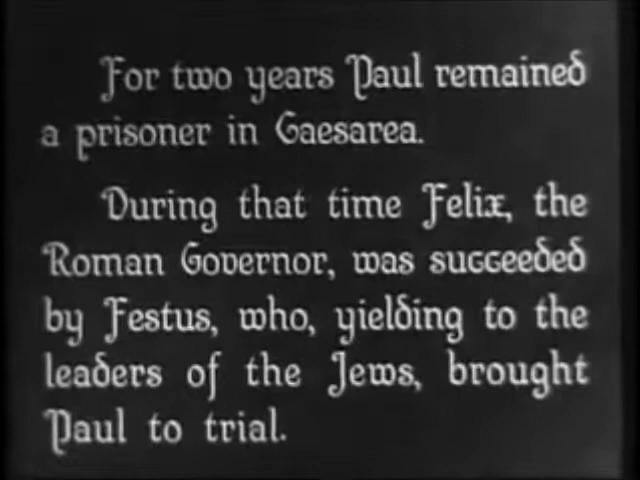 For two years Paul remained
a prisoner in Caesarea.
During that time Felix, the
Roman Governor, was succeeded
by Festus, who, yielding to the
leaders of the Jews, brought
Paul to trial.